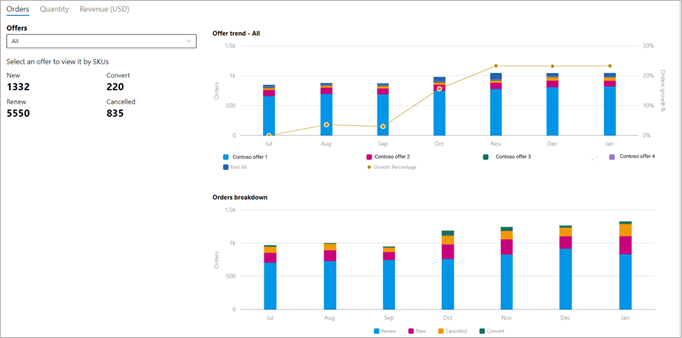 Orders Quantity Revenue (USD)
Offers
All
Select an offer to view it by SKUs
New Convert
1332 220
Renew Cancelled
5550 835
Offer trend - All
1.5k 30%
1k 20%
500 10%
0 0%
Orders
Orders growth%
Jul Aug Sep Oct Nov Dec Jan
Contoso offer 1 Contoso offer 2 Contoso offer 3 Contoso offer 4
Rest All Growth Percentage
Orders breakdown
1.5k
1k
500
0
Orders
Jul Aug Sep Oct Nov Dec Jan
Renew New Cancelled Convert